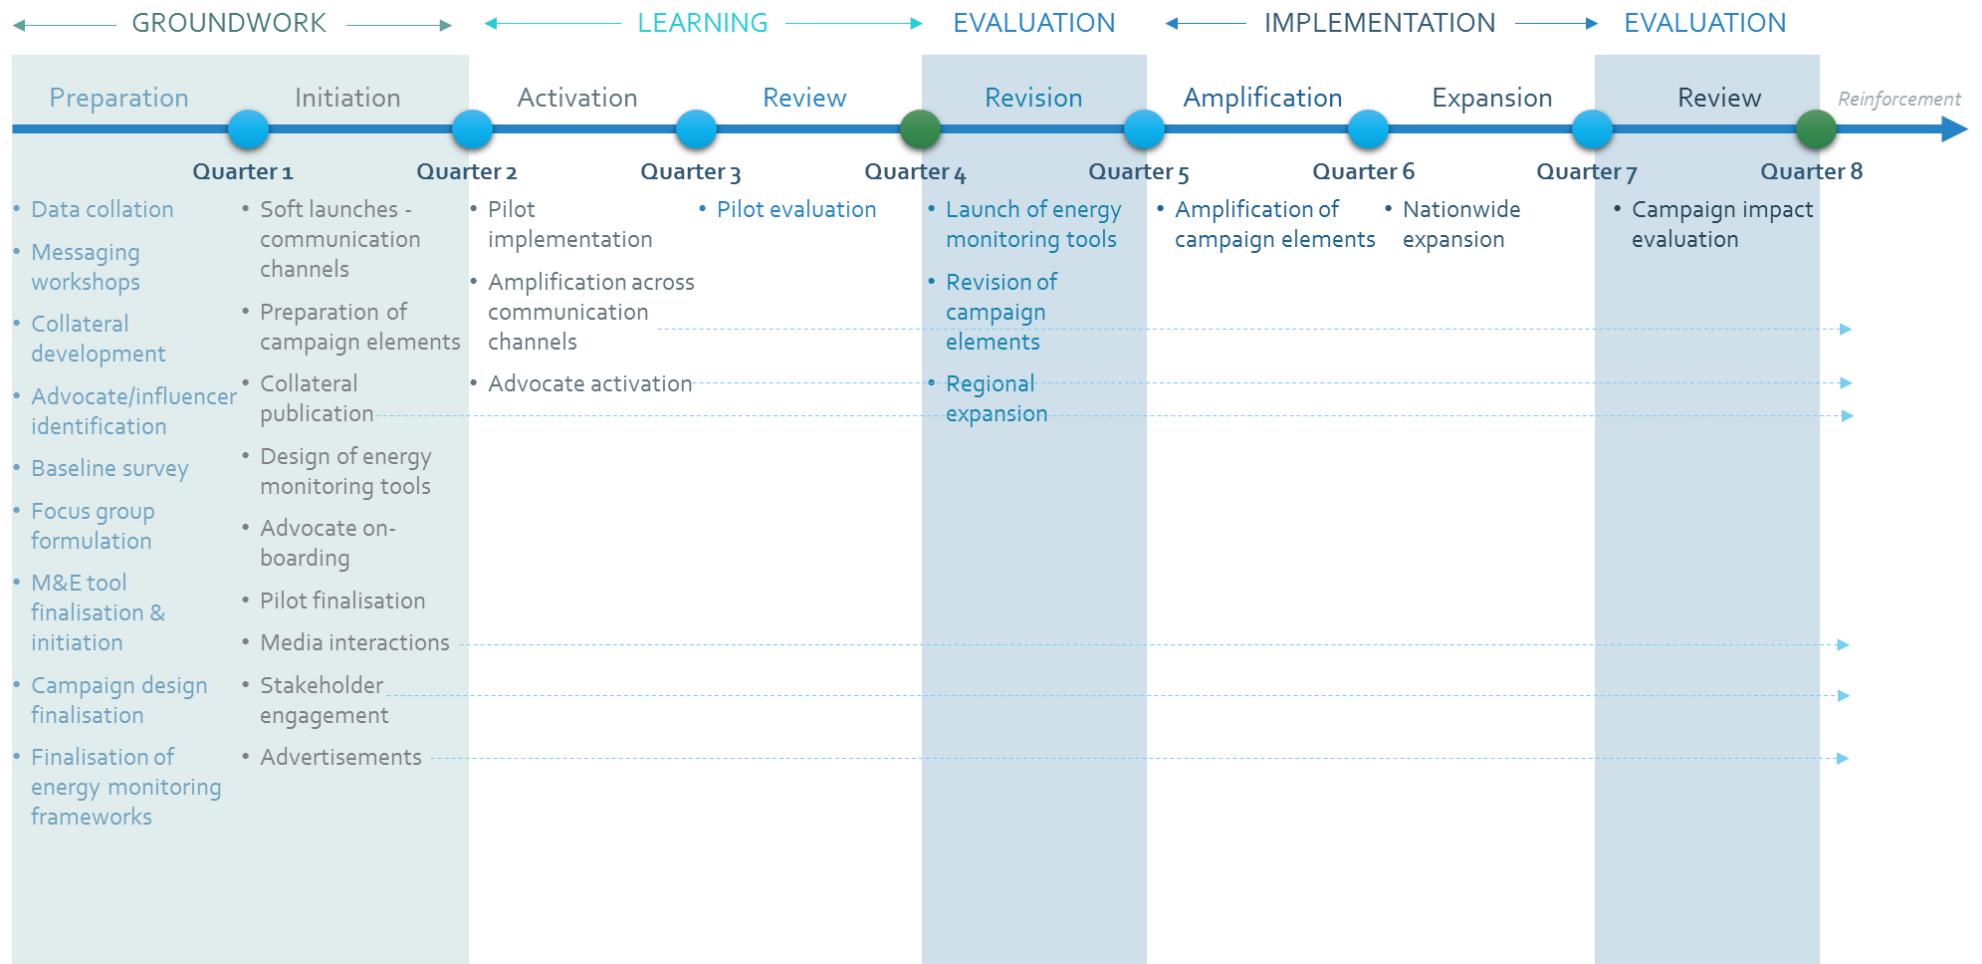 GROUNDWORK
LEARNING
EVALUATION
IMPLEMENTATION
EVALUATION
Preparation
Initiation
Activation
Review
Revision
Amplification
Expansion
Review
Reinforcement
Quarter 1
Quarter 2
Quarter 3
Quarter 4
Quarter 5
Quarter 6
Quarter 7
Quarter 8
• Data collation
• Messaging
workshops
• Collateral
development
• Advocate/influencer
identification
• Baseline survey
• Focus group
formulation
• M&E tool
finalisation &
initiation
• Campaign design
finalisation
• Finalisation of
energy monitoring
frameworks
• Soft launches -
communication
channels
• Preparation of
campaign elements
• Collateral
publication
• Design of energy
monitoring tools
• Advocate on-
boarding
• Pilot finalisation
• Media interactions
• Stakeholder
engagement
• Advertisements
• Pilot
implementation
• Amplification across
communication
channels
• Advocate activation
• Pilot evaluation
• Launch of energy
monitoring tools
• Revision of
campaign
elements
• Regional
expansion
• Amplification of
campaign elements
• Nationwide
expansion
• Campaign impact
evaluation